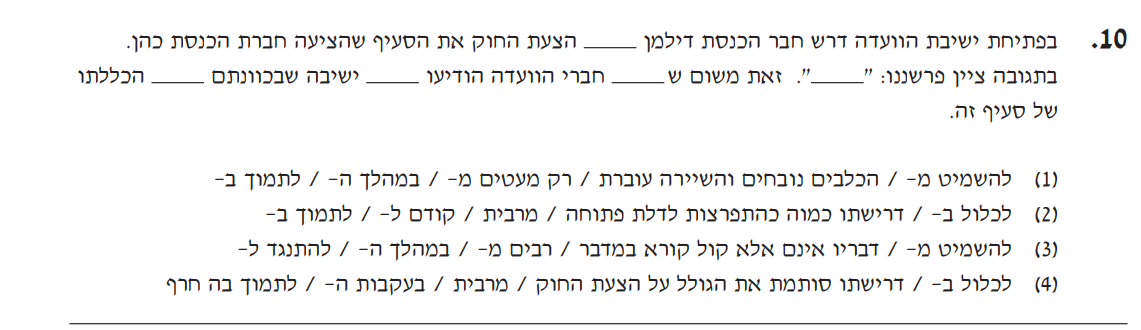 10. בפתיחת ישיבת הוועדה דרש חבר הכנסת דילמן _____ הצעת החוק את הסעיף שהציעה חברת הכנסת כהן.
בתגובה ציין פרשננו: "_____". זאת משום ש _____ חברי הוועדה הודיעו _____ ישיבה שבכוונתם _____ הכללתו
של סעיף זה.
(1) להשמיט מ- / הכלבים נובחים והשיירה עוברת / רק מעטים מ- / במהלך ה- / לתמוך ב-
(2) לכלול ב- / דרישתו כמוה כהתפרצות לדלת פתוחה / מרבית / קודם ל- / לתמוך ב-
(3) להשמיט מ- / דבריו אינם אלא קול קורא במדבר / רבים מ- / במהלך ה- / להתנגד ל-
(4) לכלול ב- / דרישתו סותמת את הגולל על הצעת החוק / מרבית / בעקבות ה- / לתמוך בה חרף